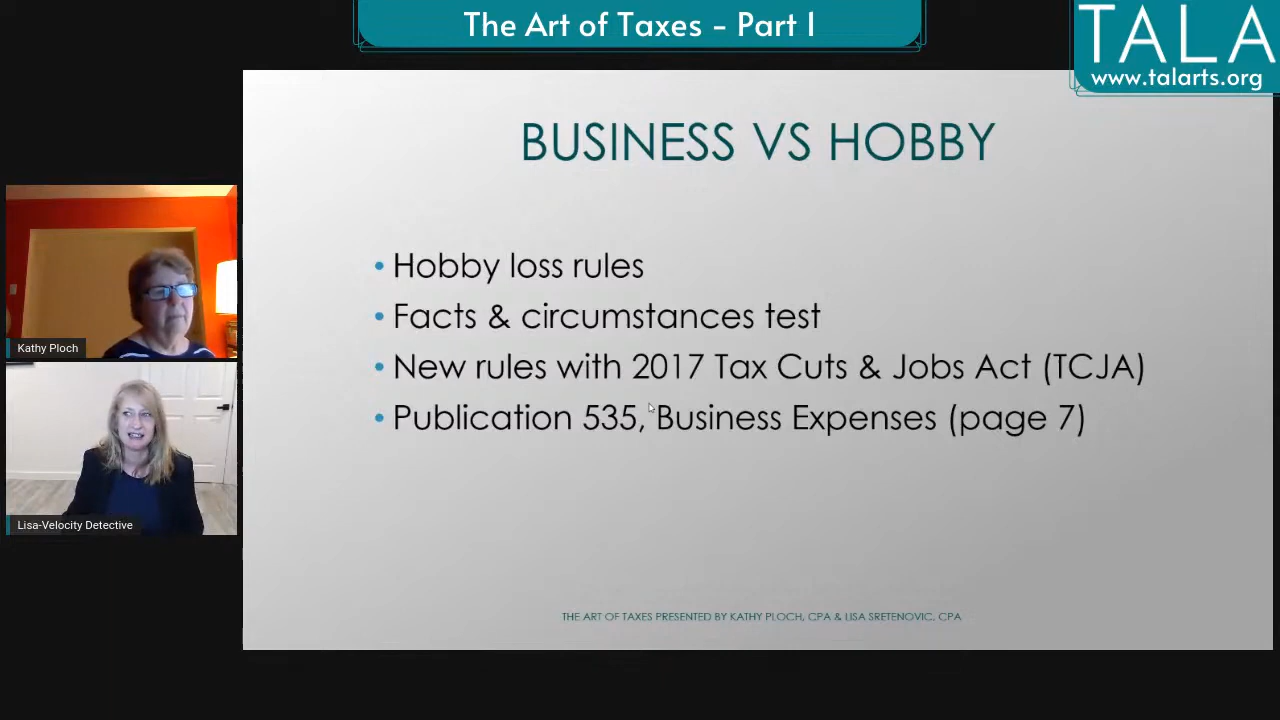 The Art of Taxes - Part 1
TALA
www.talarts.org
BUSINESS VS HOBBY
• Hobby loss rules
• Facts & circumstances test
• New rules with 2017 Tax Cuts & Jobs Act (TCJA)
• Publication 535, Business Expenses (page 7)
Kathy Ploch
Lisa-Velocity Detective
THE ART OF TAXES PRESENTED BY KATHY PLOCH, CPA & LISA SRETENOVIC, CPA